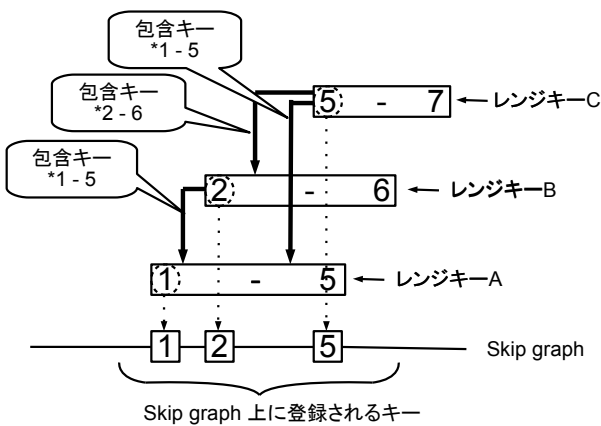 包含キー
*1 - 5
包含キー
*2 - 6
包含キー
*1 - 5
5 - 7
レンジキーC
2 - 6
レンジキーB
1 - 5
レンジキーA
1 2 5
Skip graph
Skip graph 上に登録されるキー